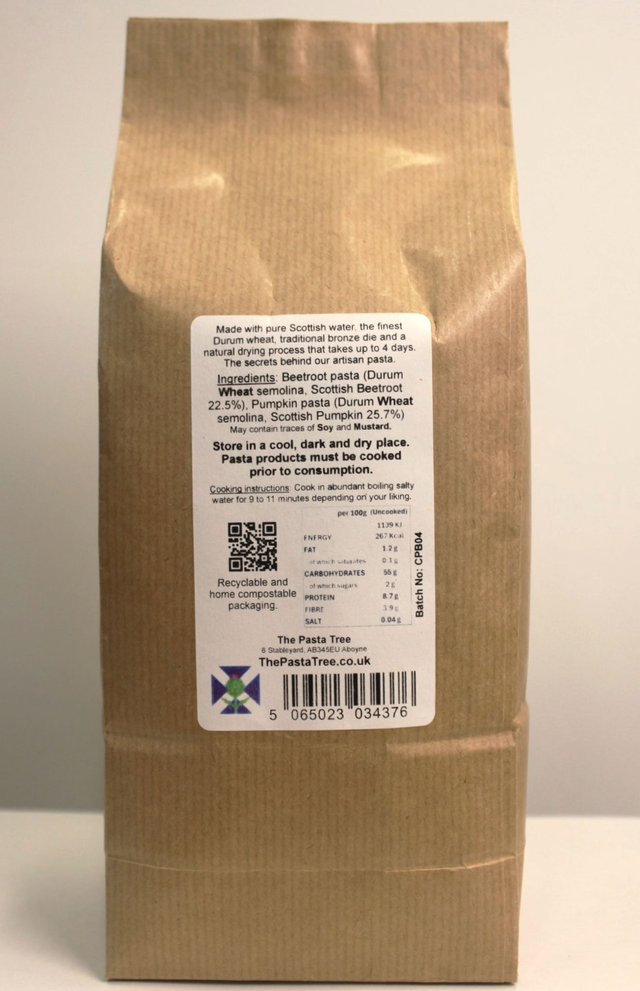 Made with pure Scottish water, the finest
Durum wheat, traditional bronze die and a
natural drying process that takes up to 4 days.
The secrets behind our artisan pasta.
Ingredients: Beetroot pasta (Durum
Wheat semolina, Scottish Beetroot
22.5%), Pumpkin pasta (Durum Wheat
semolina, Scottish Pumpkin 25.7%)
May contain traces of Soy and Mustard.
Store in a cool, dark and dry place.
Pasta products must be cooked
prior to consumption.
Cooking instructions: Cook in abundant boiling salty
water for 9 to 11 minutes depending on your liking.
per 100g (Uncooked)
1139 KJ
ENERGY 267 Kcal
FAT 1.2 g
of which saturates 0.3 g
CARBOHYDRATES 55 g
of which sugars 2 g
PROTEIN 8.7 g
FIBRE 3.9 g
SALT 0.04 g
Batch No: CPB04
Recyclable and
home compostable
packaging.
The Pasta Tree
6 Stableyard, AB345EU Aboyne
ThePastaTree.co.uk
5 065023 034376